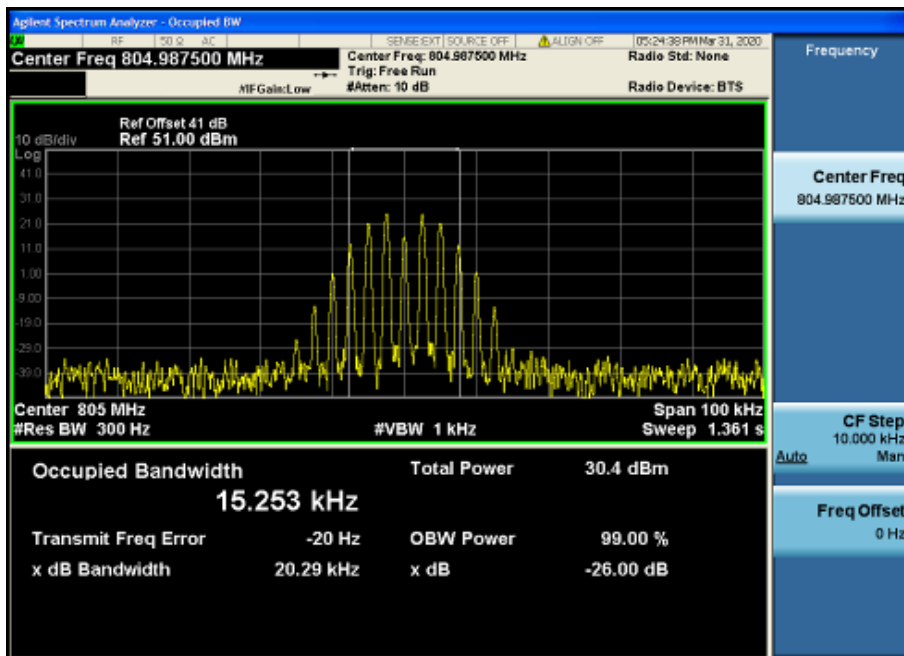 Agilent Spectrum Analyzer - Occupied BW
RF 50 Ω AC SENSE:EXT SOURCE OFF ALIGN OFF 05:24:38 PM Mar 31, 2020
Center Freq 804.987500 MHz
Center Freq: 804.987500 MHz
Radio Std: None
Trig: Free Run
#IFGain:Low
#Atten: 10 dB
Radio Device: BTS
Frequency
Ref Offset 41 dB
10 dB/div
Ref 51.00 dBm
Log
41.0
31.0
21.0
11.0
1.00
-9.00
-19.0
-29.0
-39.0
Center 805 MHz
Span 100 kHz
#Res BW 300 Hz
#VBW 1 kHz
Sweep 1.361 s
Center Freq
804.987500 MHz
CF Step
10.000 kHz
Auto Man
Freq Offset
0 Hz
Occupied Bandwidth
15.253 kHz
Total Power 30.4 dBm
Transmit Freq Error -20 Hz
OBW Power 99.00 %
x dB Bandwidth 20.29 kHz
x dB -26.00 dB